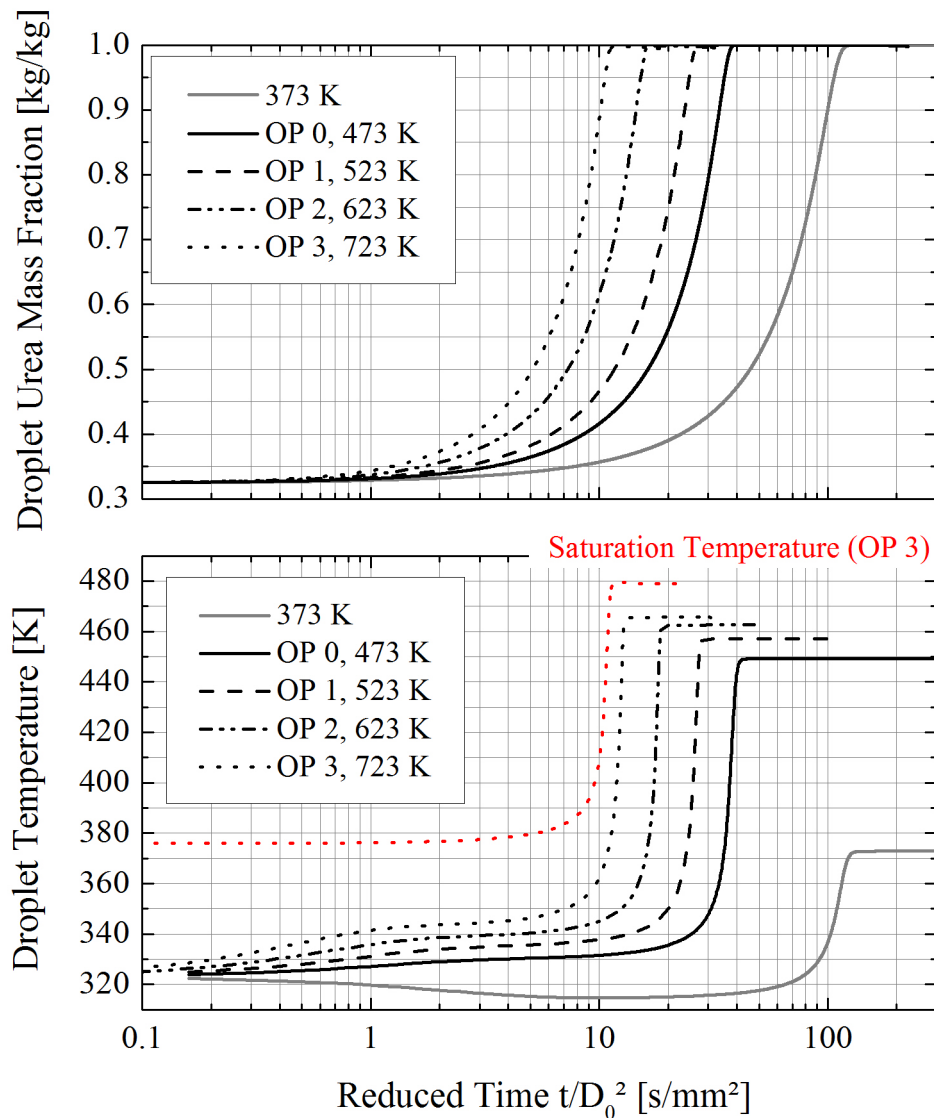 Droplet Urea Mass Fraction [kg/kg]
1.0
0.9
0.8
0.7
0.6
0.5
0.4
0.3
373 K
OP 0, 473 K
OP 1, 523 K
OP 2, 623 K
OP 3, 723 K
Saturation Temperature (OP 3)
Droplet Temperature [K]
480
460
440
420
400
380
360
340
320
373 K
OP 0, 473 K
OP 1, 523 K
OP 2, 623 K
OP 3, 723 K
0.1 1 10 100
Reduced Time t/D₀² [s/mm²]